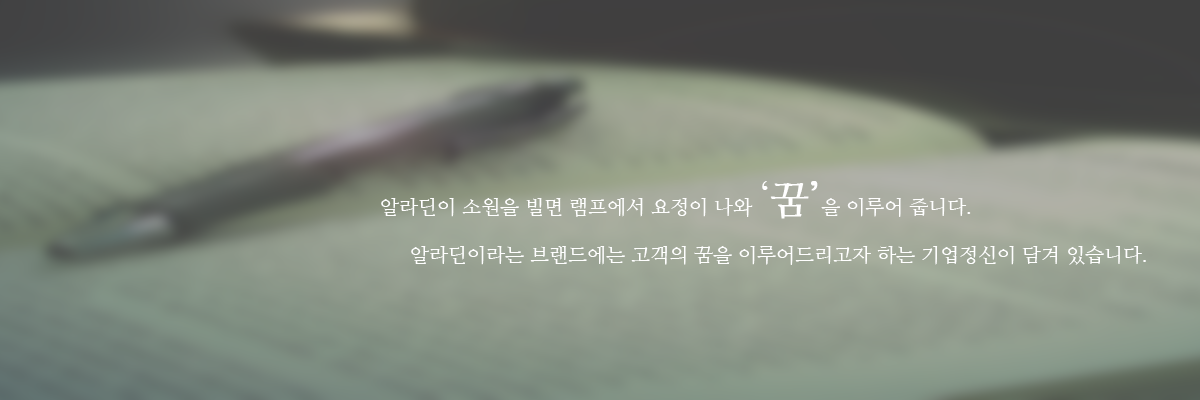 알라딘이 소원을 빌면 램프에서 요정이 나와 ‘꿈’을 이루어 줍니다.
알라딘이라는 브랜드에는 고객의 꿈을 이루어드리고자 하는 기업정신이 담겨 있습니다.